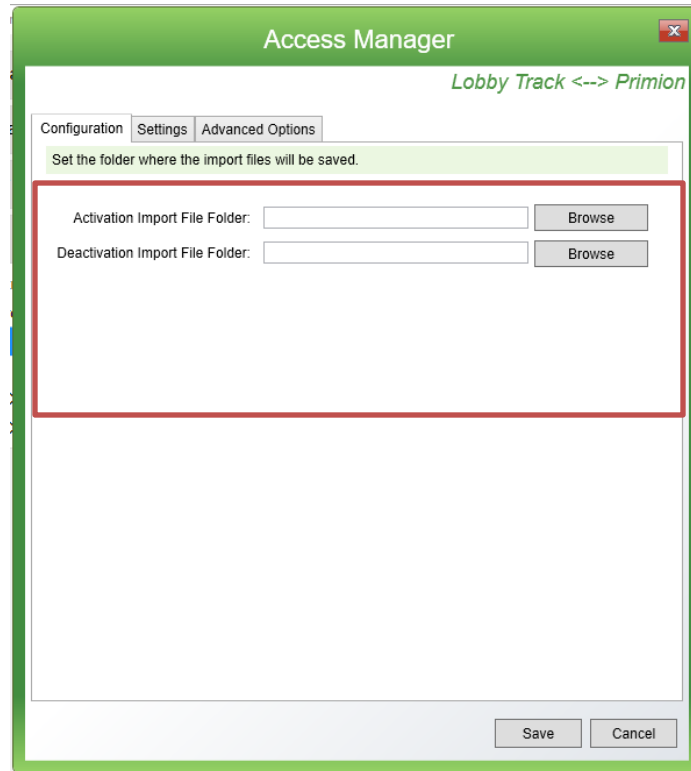 Access Manager
x
Lobby Track <--> Primion
Configuration Settings Advanced Options
Set the folder where the import files will be saved.
Activation Import File Folder: Browse
Deactivation Import File Folder: Browse
Save Cancel